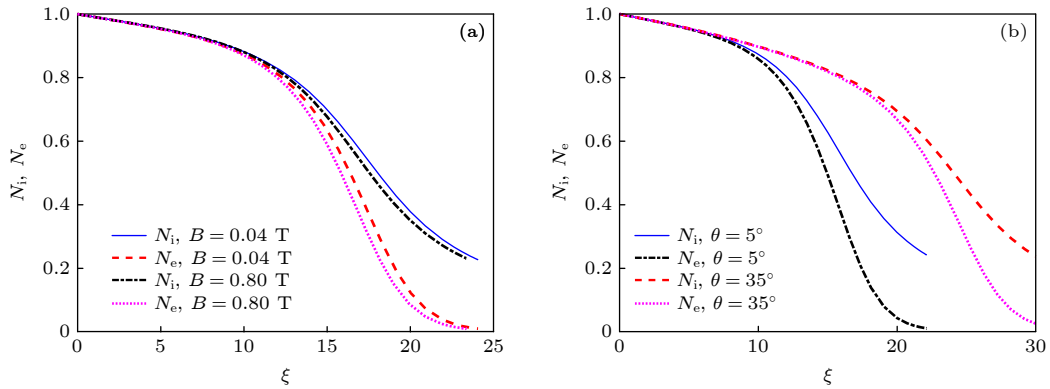 (a)
1.0
0.8
0.6
0.4
0.2
0
N_i, N_e
N_i, B = 0.04 T
N_e, B = 0.04 T
N_i, B = 0.80 T
N_e, B = 0.80 T
0 5 10 15 20 25
ξ
(b)
1.0
0.8
0.6
0.4
0.2
0
N_i, N_e
N_i, θ = 5°
N_e, θ = 5°
N_i, θ = 35°
N_e, θ = 35°
0 10 20 30
ξ